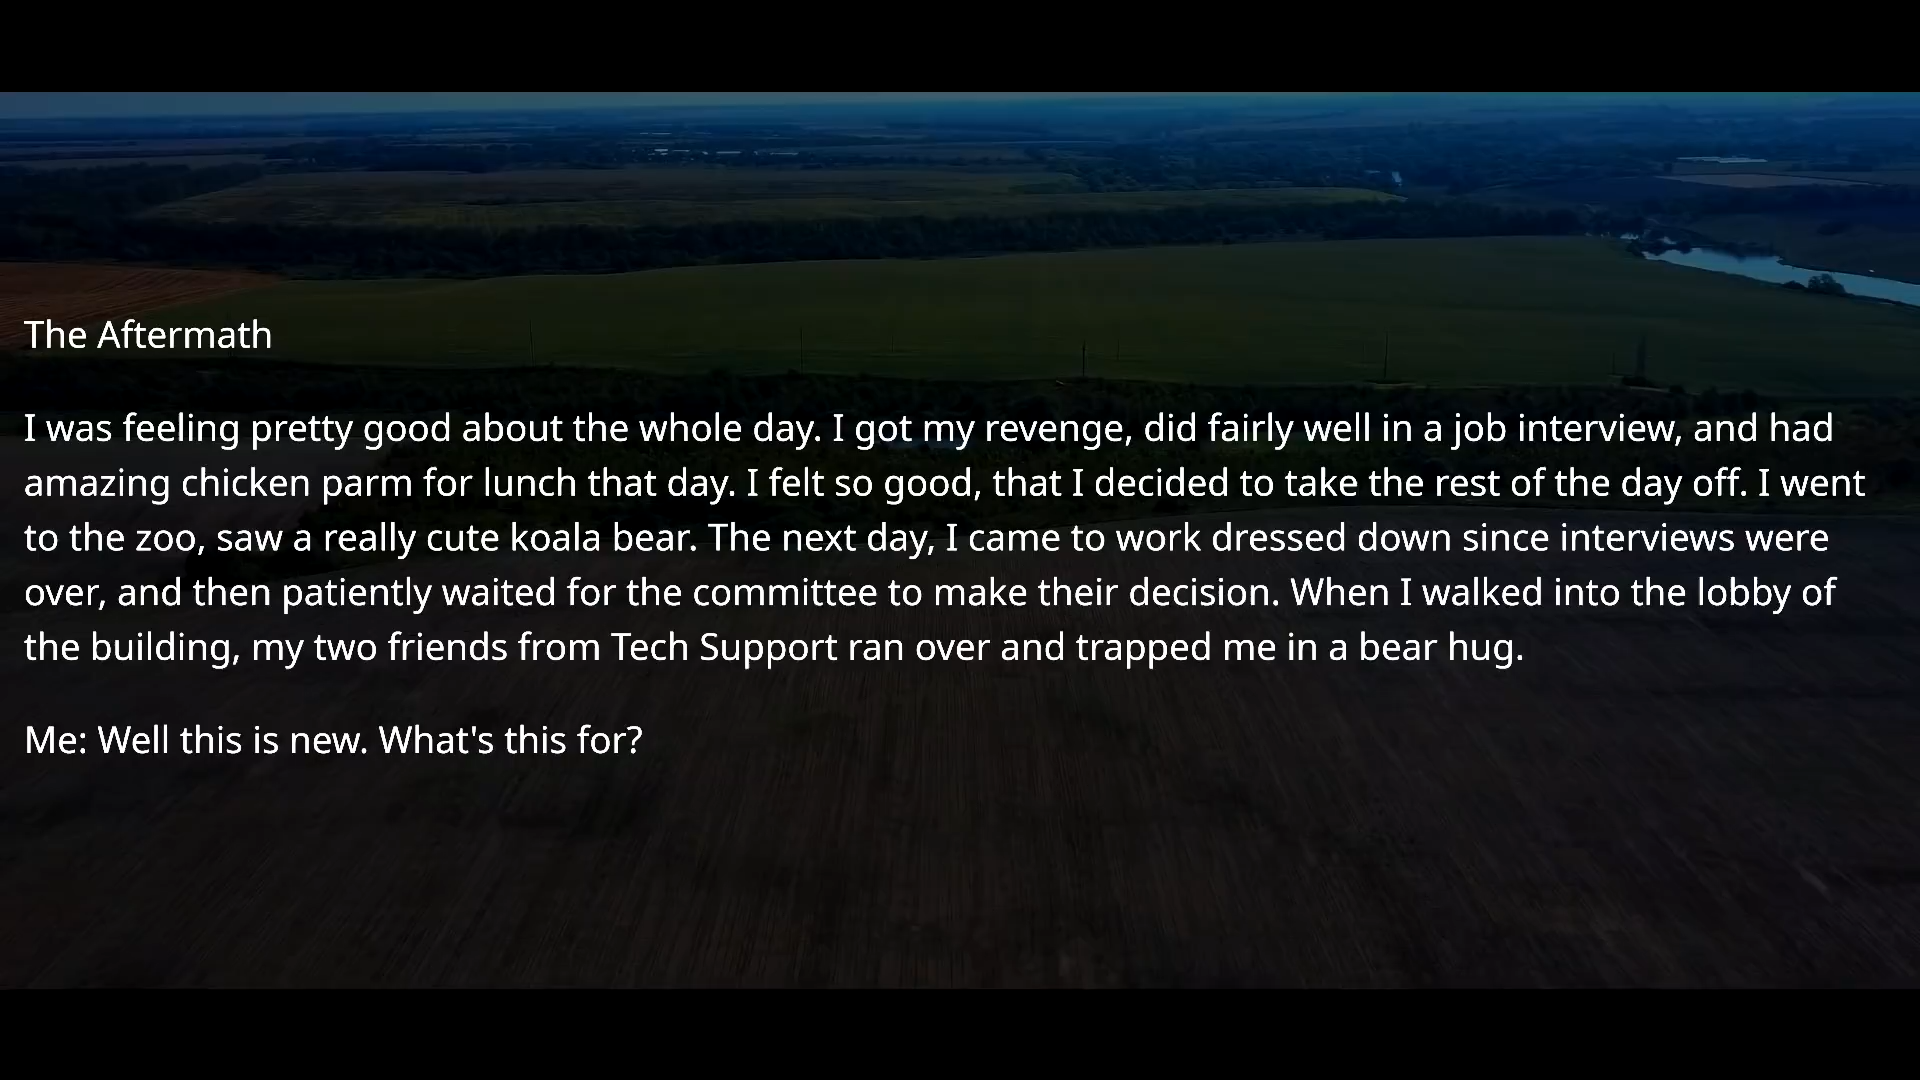 The Aftermath
I was feeling pretty good about the whole day. I got my revenge, did fairly well in a job interview, and had
amazing chicken parm for lunch that day. I felt so good, that I decided to take the rest of the day off. I went
to the zoo, saw a really cute koala bear. The next day, I came to work dressed down since interviews were
over, and then patiently waited for the committee to make their decision. When I walked into the lobby of
the building, my two friends from Tech Support ran over and trapped me in a bear hug.
Me: Well this is new. What's this for?